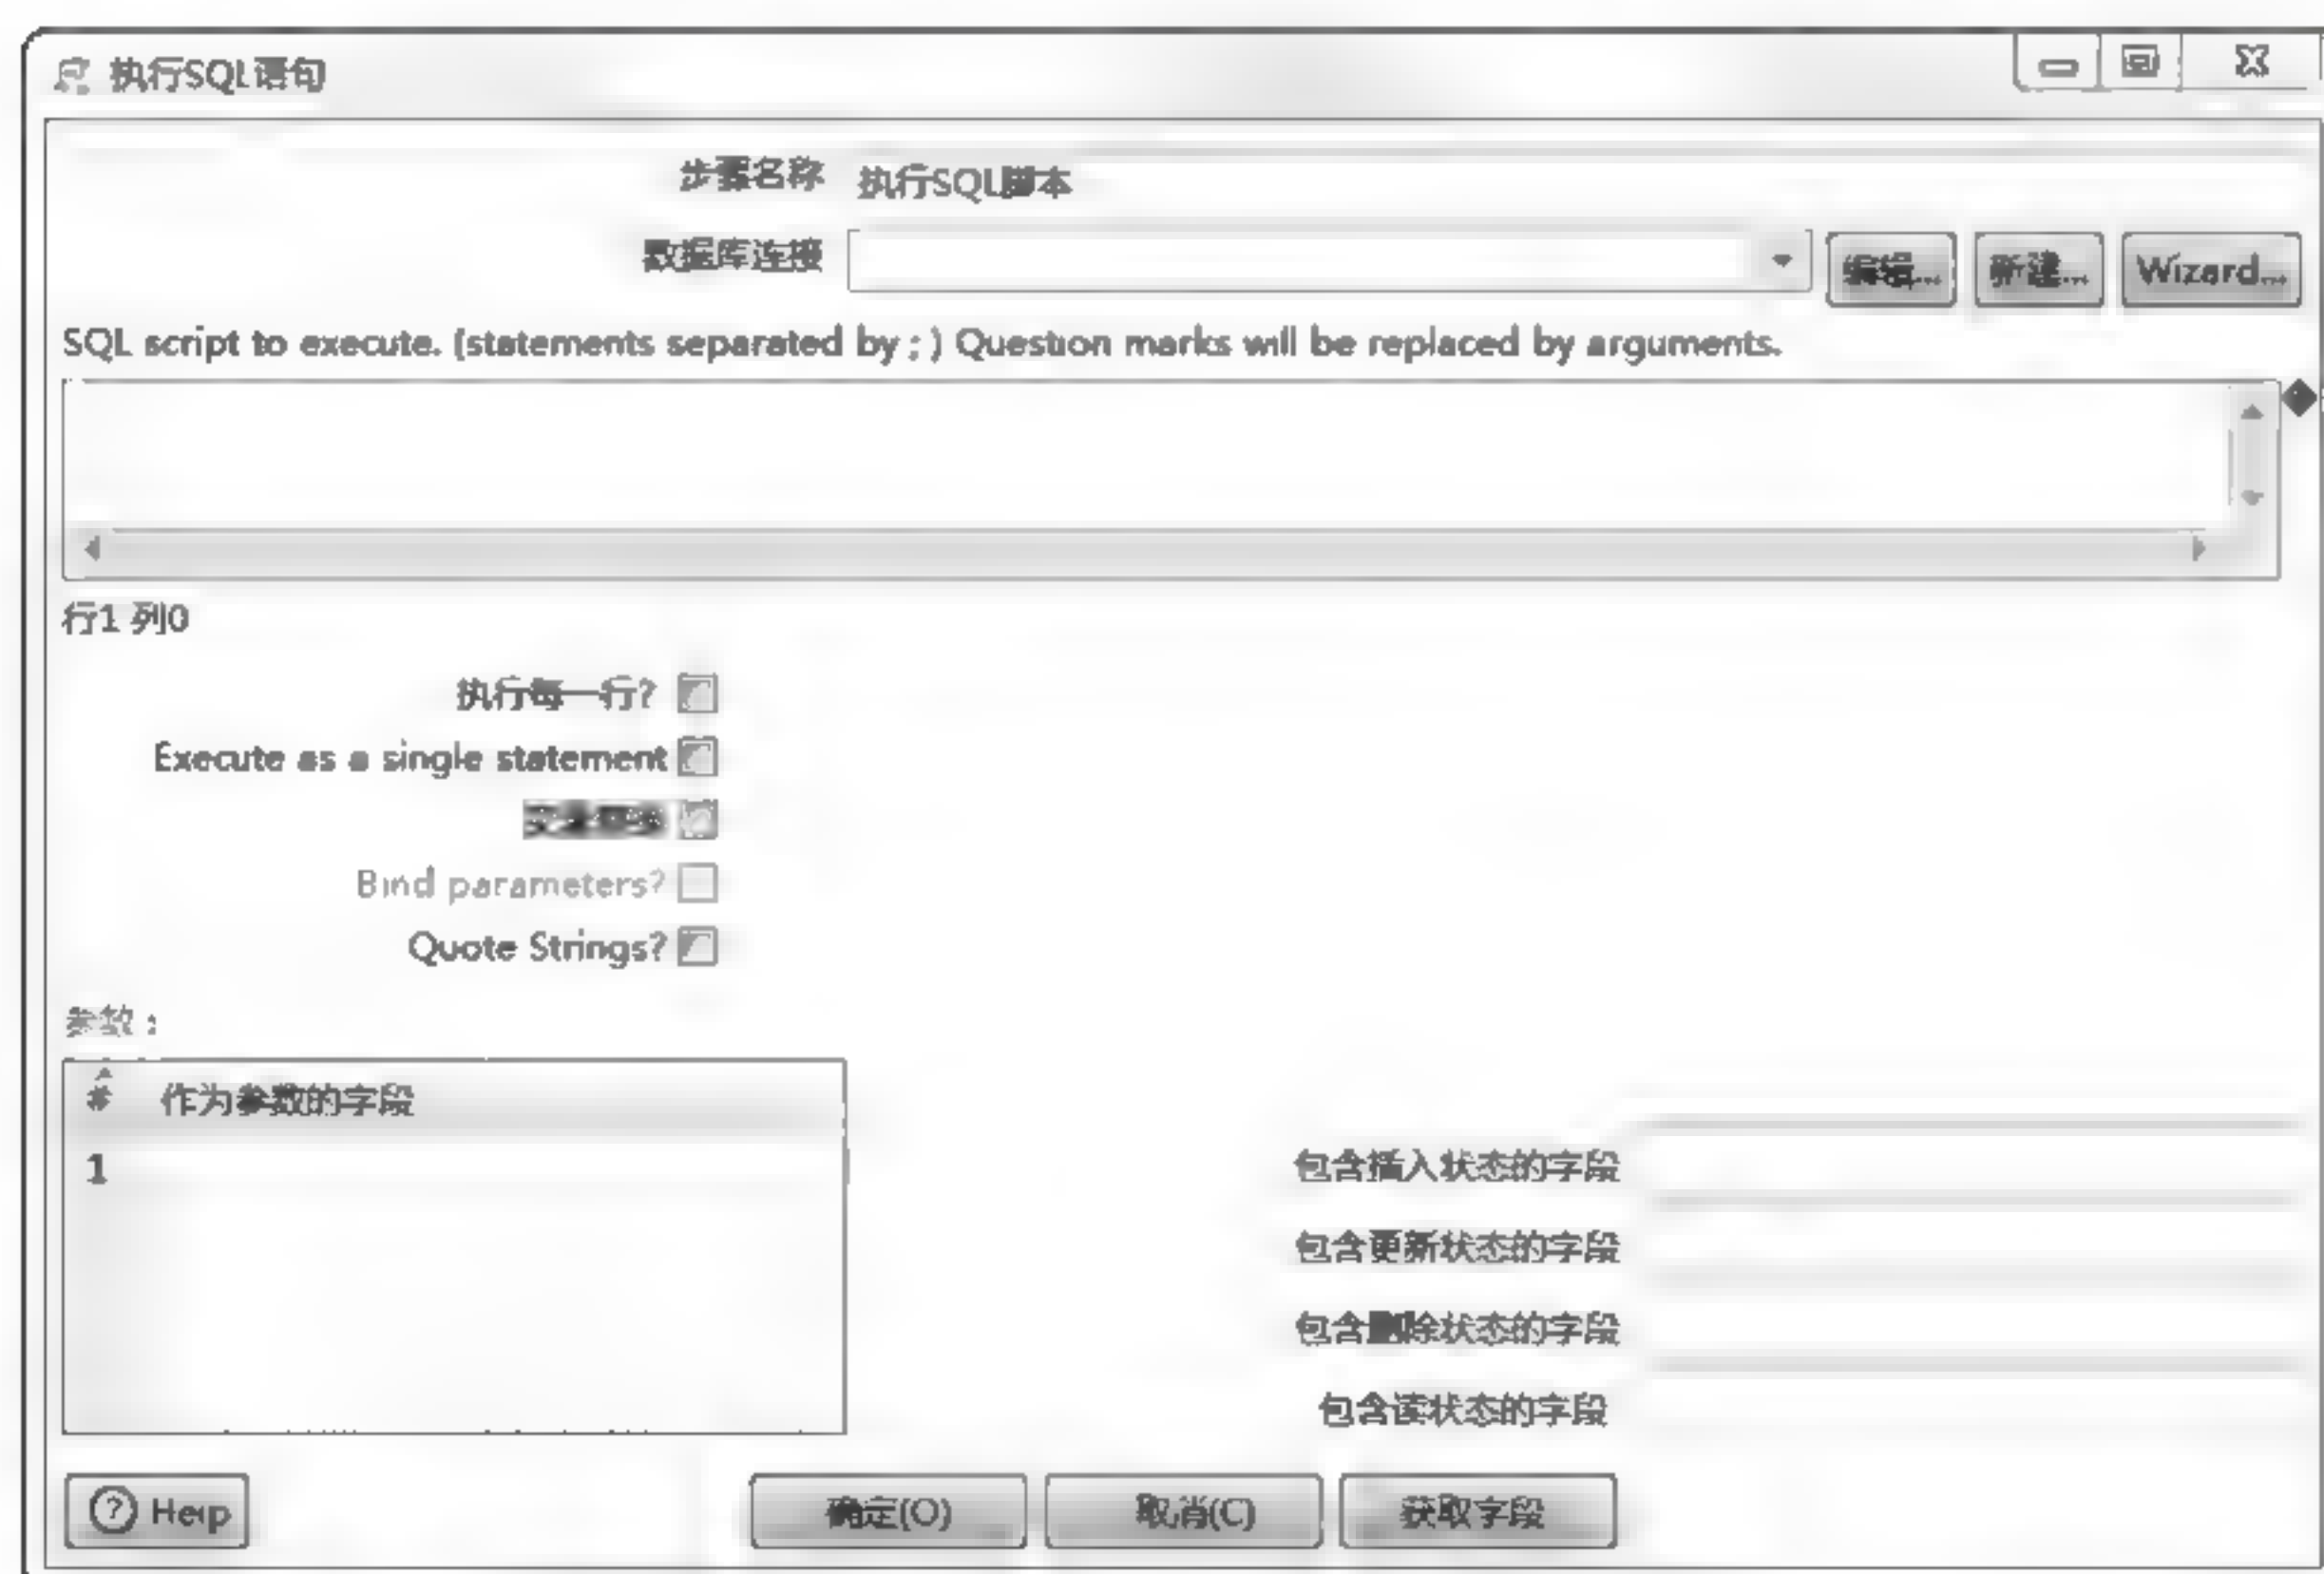 执行SQL语句
步骤名称 执行SQL脚本
数据库连接 编辑... 新建... Wizard...
SQL script to execute. (statements separated by ; ) Question marks will be replaced by arguments.
行1 列0
执行每一行?
Execute as a single statement
Bind parameters?
Quote Strings?
参数：
# 作为参数的字段
1
包含插入状态的字段
包含更新状态的字段
包含删除状态的字段
包含读状态的字段
Help 确定(O) 取消(C) 获取字段